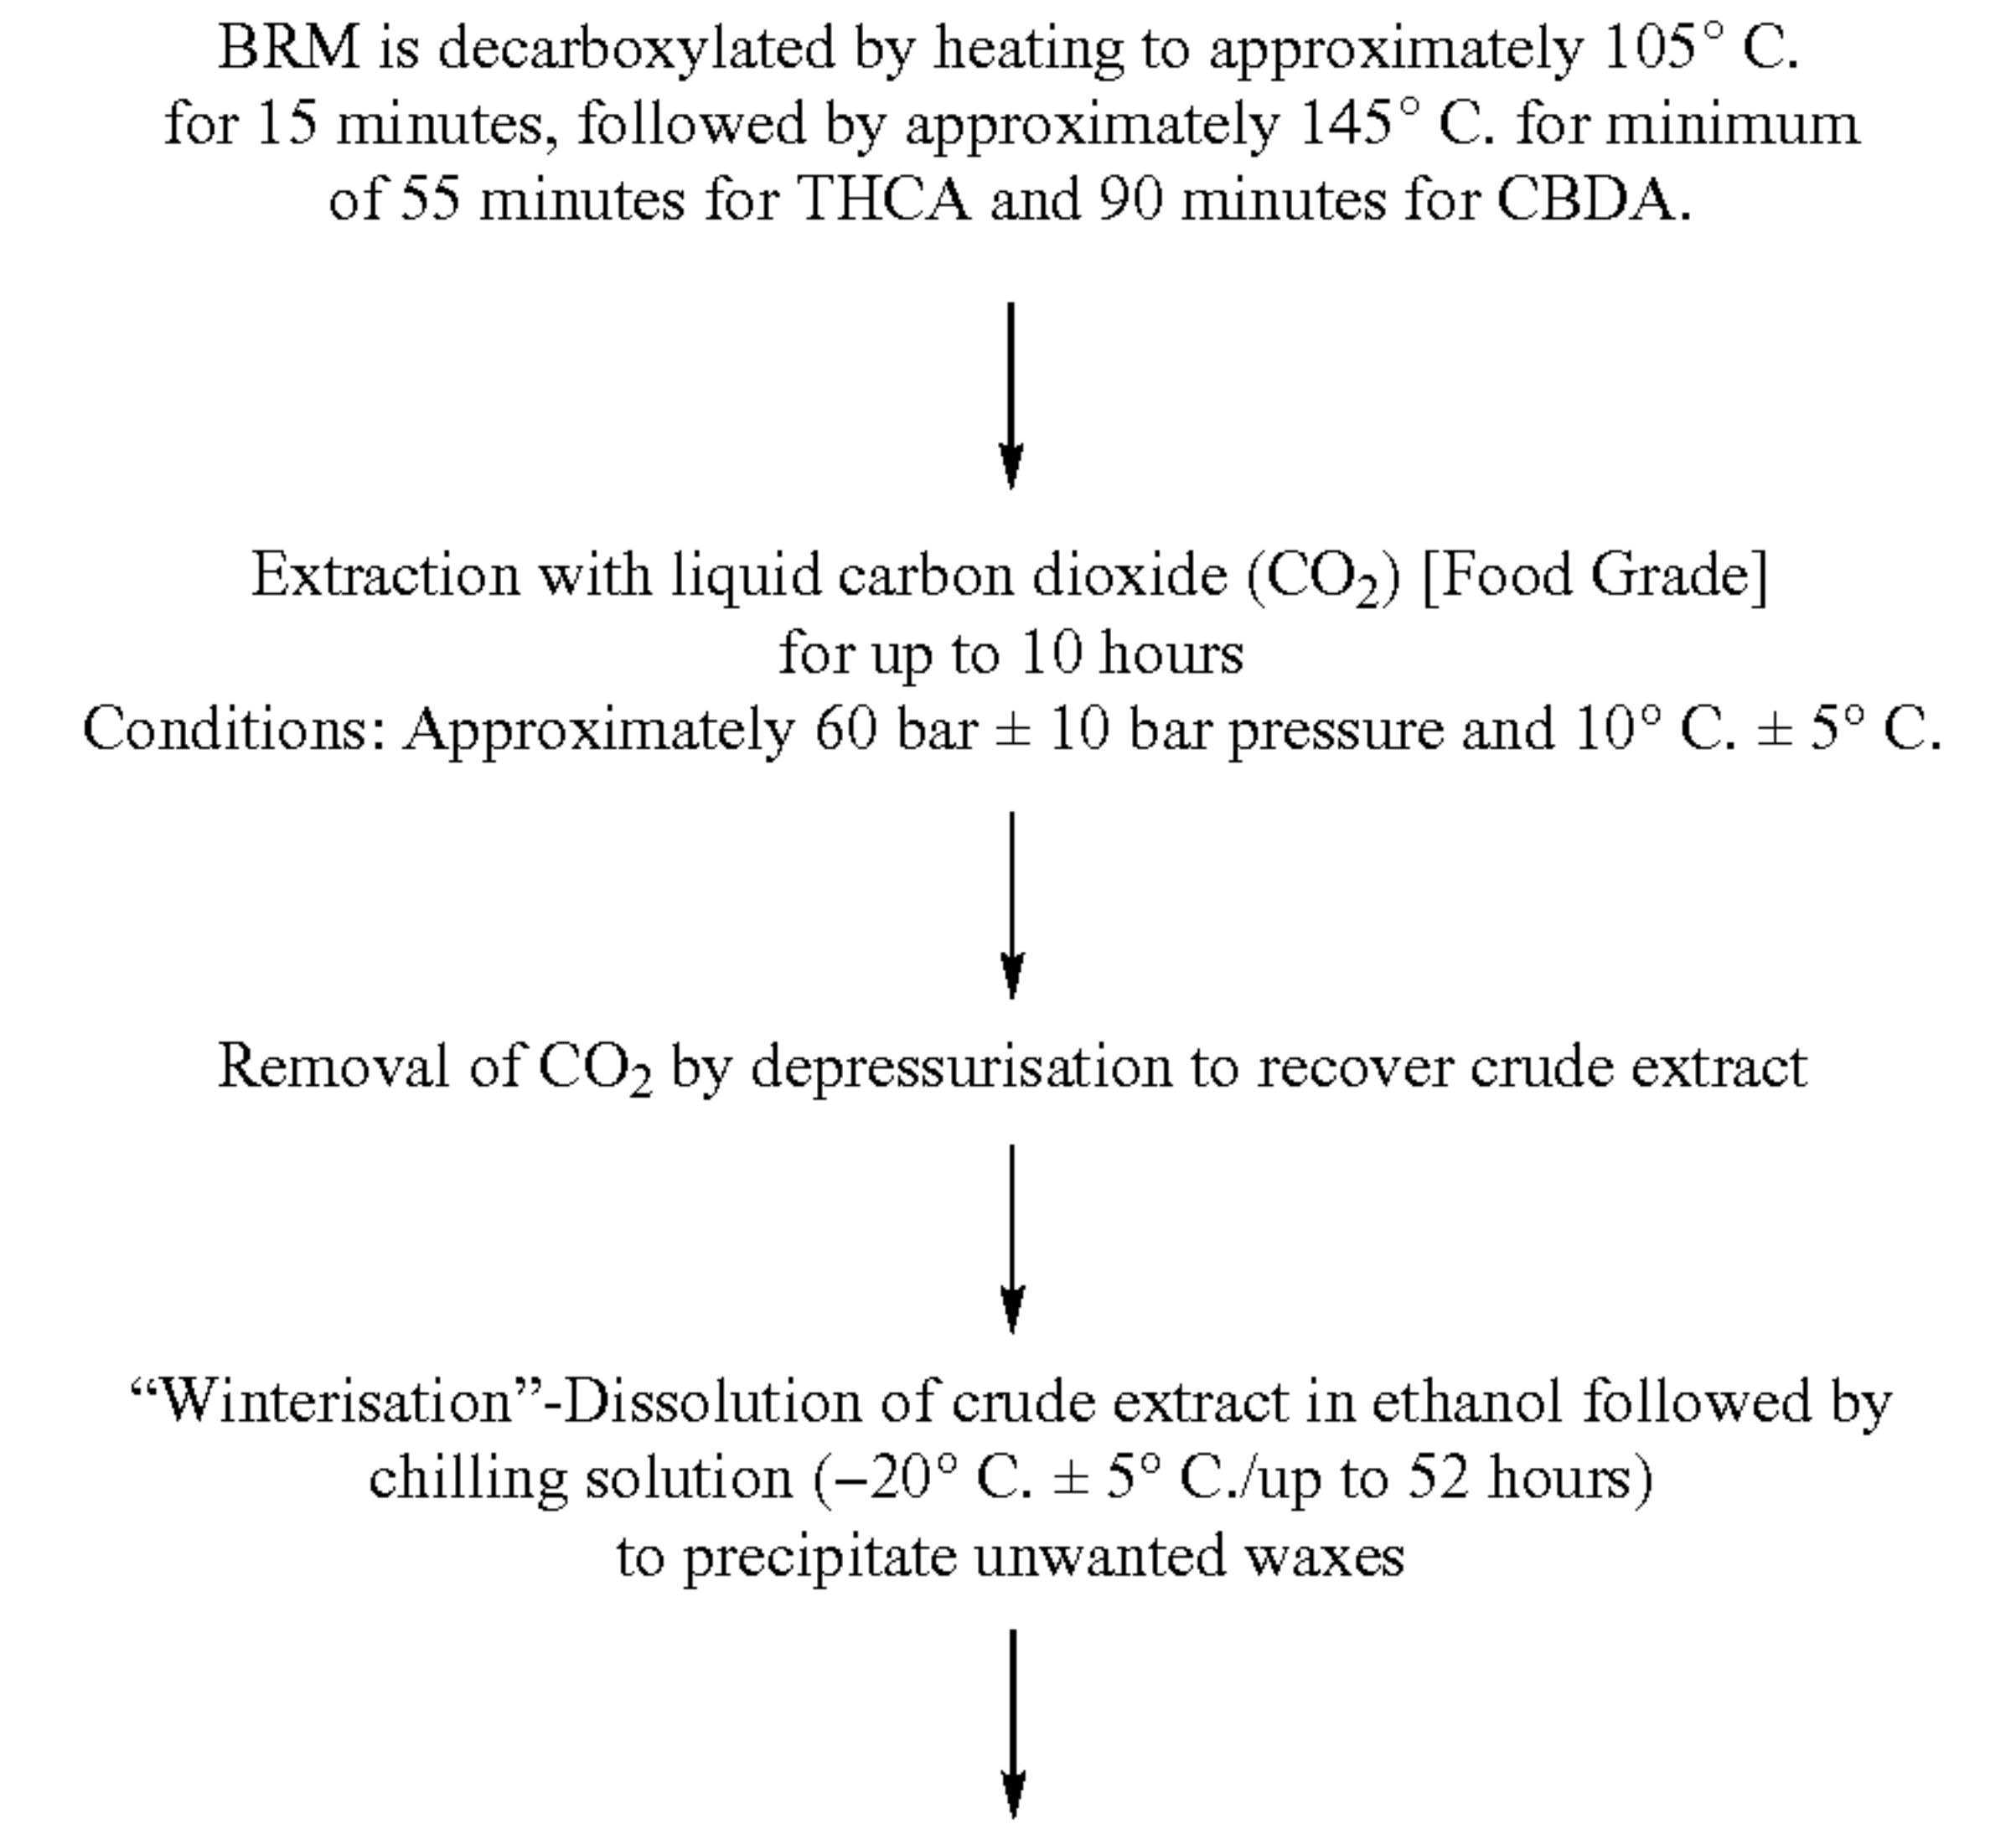 BRM is decarboxylated by heating to approximately 105° C.
for 15 minutes, followed by approximately 145° C. for minimum
of 55 minutes for THCA and 90 minutes for CBDA.
Extraction with liquid carbon dioxide (CO₂) [Food Grade]
for up to 10 hours
Conditions: Approximately 60 bar ± 10 bar pressure and 10° C. ± 5° C.
Removal of CO₂ by depressurisation to recover crude extract
“Winterisation”-Dissolution of crude extract in ethanol followed by
chilling solution (−20° C. ± 5° C./up to 52 hours)
to precipitate unwanted waxes